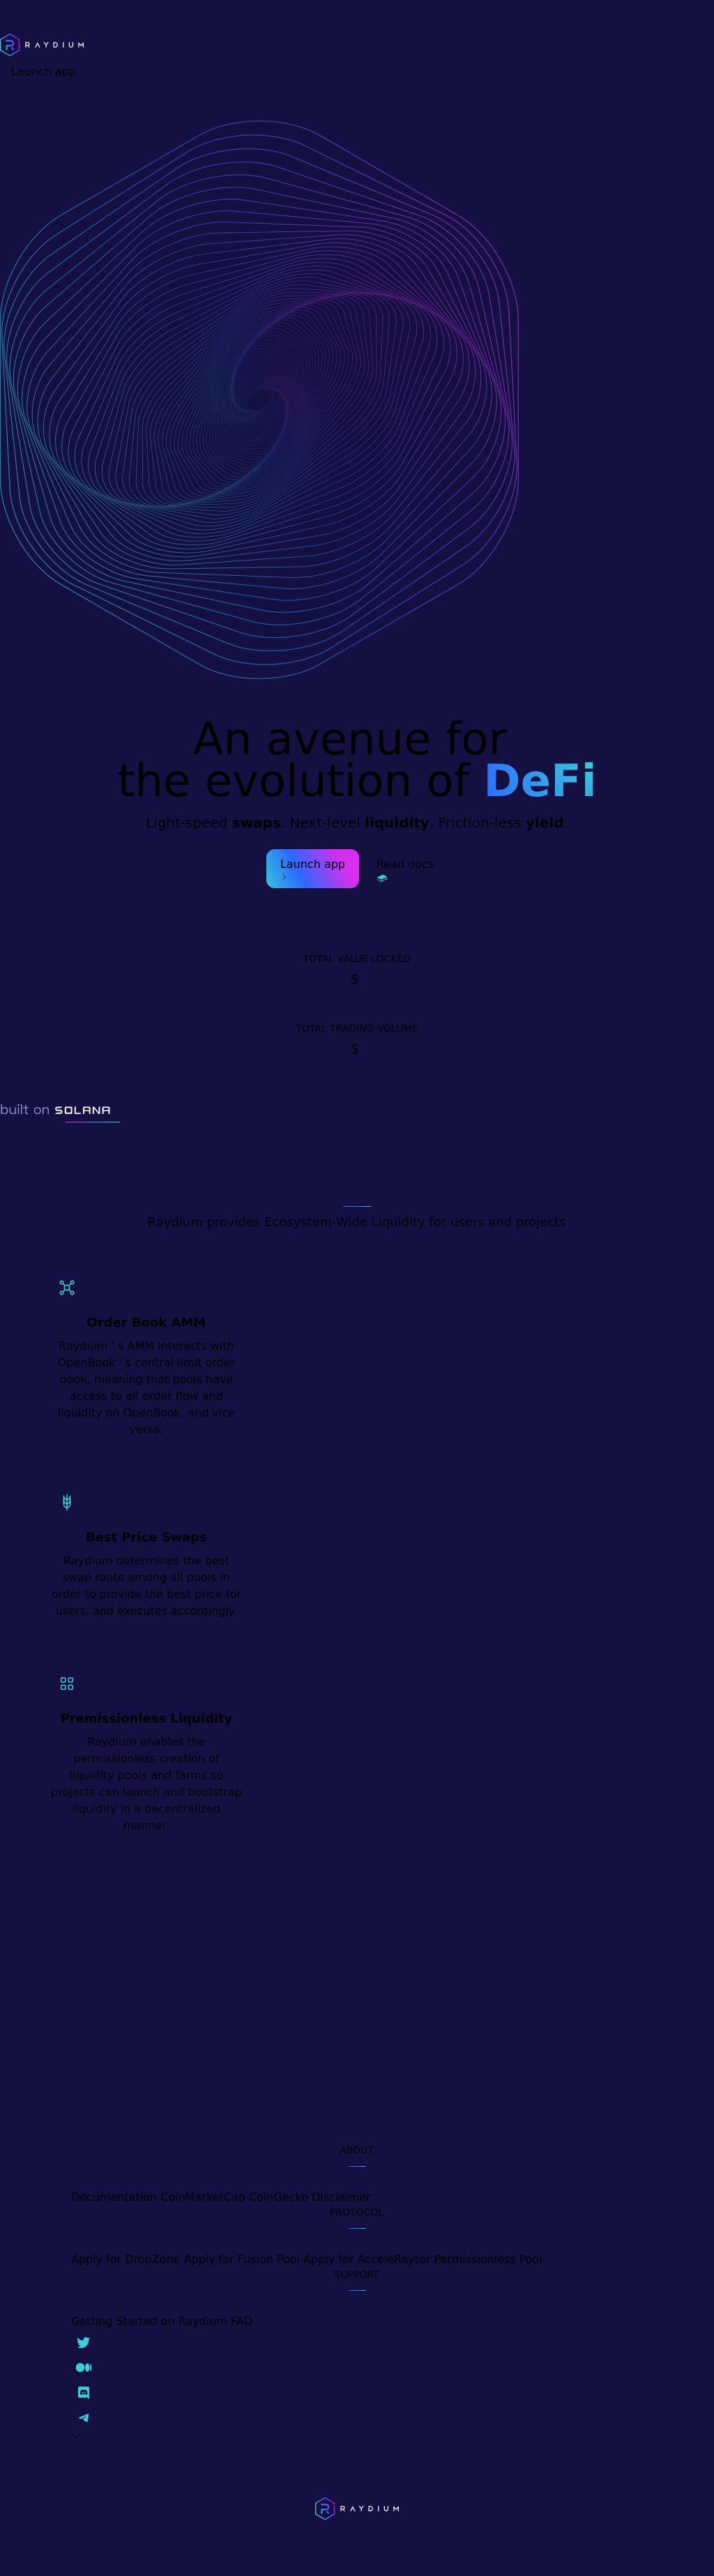 RAYDIUM
Launch app
An avenue for
the evolution of DeFi
Light-speed swaps. Next-level liquidity. Friction-less yield.
Launch app
Read docs
TOTAL VALUE LOCKED
$
TOTAL TRADING VOLUME
$
built on SOLANA
Raydium provides Ecosystem-Wide Liquidity for users and projects
Order Book AMM
Raydium ' s AMM interacts with
OpenBook ' s central limit order
book, meaning that pools have
access to all order flow and
liquidity on OpenBook, and vice
versa.
Best Price Swaps
Raydium determines the best
swap route among all pools in
order to provide the best price for
users, and executes accordingly.
Premissionless Liquidity
Raydium enables the
permissionless creation of
liquidity pools and farms so
projects can launch and bootstrap
liquidity in a decentralized
manner.
ABOUT
Documentation CoinMarketCap CoinGecko Disclaimer
PROTOCOL
Apply for DropZone Apply for Fusion Pool Apply for AcceleRaytor Permissionless Pool
SUPPORT
Getting Started on Raydium FAQ
RAYDIUM